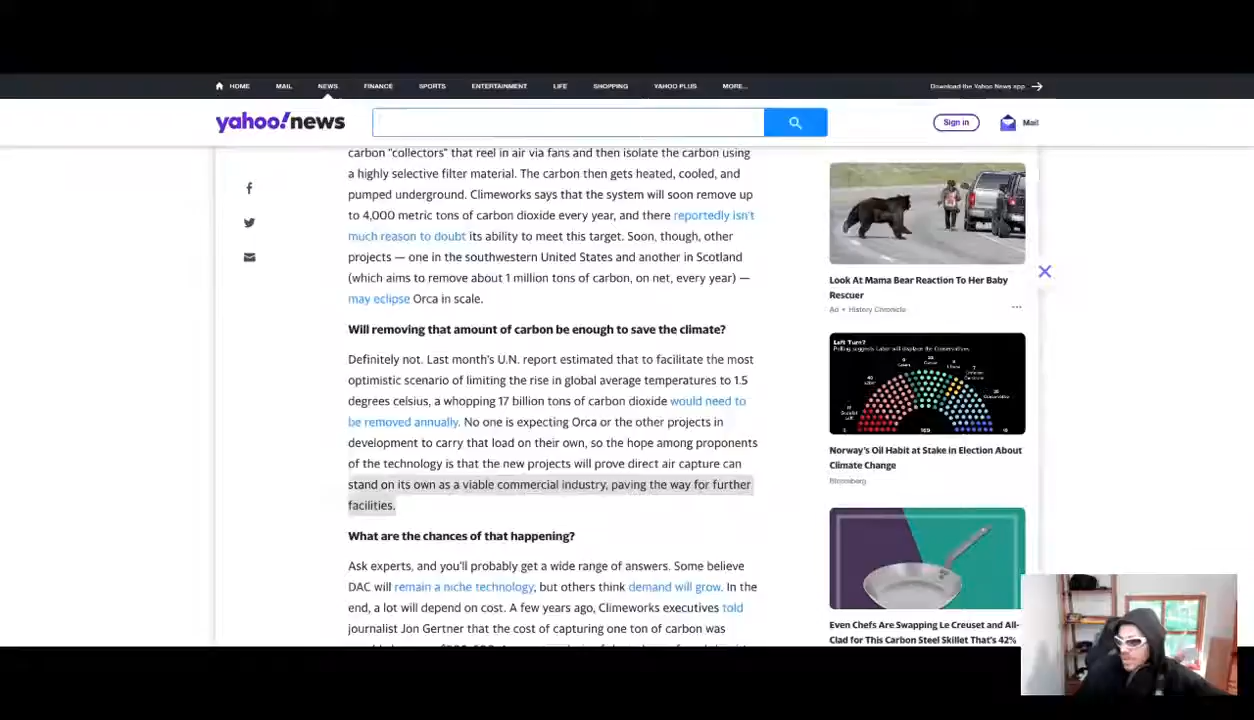 HOME MAIL NEWS FINANCE SPORTS ENTERTAINMENT LIFE SHOPPING YAHOO PLUS MORE... Download the Yahoo News app
yahoo!news
Sign in
Mail
carbon "collectors" that reel in air via fans and then isolate the carbon using
a highly selective filter material. The carbon then gets heated, cooled, and
pumped underground. Climeworks says that the system will soon remove up
to 4,000 metric tons of carbon dioxide every year, and there reportedly isn't
much reason to doubt its ability to meet this target. Soon, though, other
projects — one in the southwestern United States and another in Scotland
(which aims to remove about 1 million tons of carbon, on net, every year) —
may eclipse Orca in scale.
Will removing that amount of carbon be enough to save the climate?
Definitely not. Last month's U.N. report estimated that to facilitate the most
optimistic scenario of limiting the rise in global average temperatures to 1.5
degrees celsius, a whopping 17 billion tons of carbon dioxide would need to
be removed annually. No one is expecting Orca or the other projects in
development to carry that load on their own, so the hope among proponents
of the technology is that the new projects will prove direct air capture can
stand on its own as a viable commercial industry, paving the way for further
facilities.
What are the chances of that happening?
Ask experts, and you'll probably get a wide range of answers. Some believe
DAC will remain a niche technology, but others think demand will grow. In the
end, a lot will depend on cost. A few years ago, Climeworks executives told
journalist Jon Gertner that the cost of capturing one ton of carbon was
Look At Mama Bear Reaction To Her Baby
Rescuer
Ad • History Chronicle
Left Turn?
Polling suggests Labor will displace the Conservatives
169
Norway's Oil Habit at Stake in Election About
Climate Change
Bloomberg
Even Chefs Are Swapping Le Creuset and All-
Clad for This Carbon Steel Skillet That's 42%